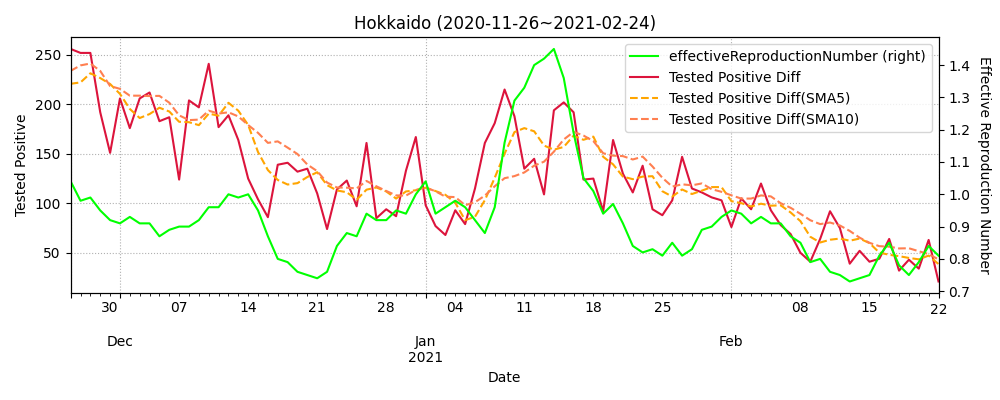 Hokkaido (2020-11-26~2021-02-24)
effectiveReproductionNumber (right)
Tested Positive Diff
Tested Positive Diff(SMA5)
Tested Positive Diff(SMA10)
Tested Positive
250
200
150
100
50
1.4
1.3
1.2
1.1
1.0
0.9
0.8
0.7
Effective Reproduction Number
30 07 14 21 28 04 11 18 25 08 15 22
Dec Jan Feb
2021
Date